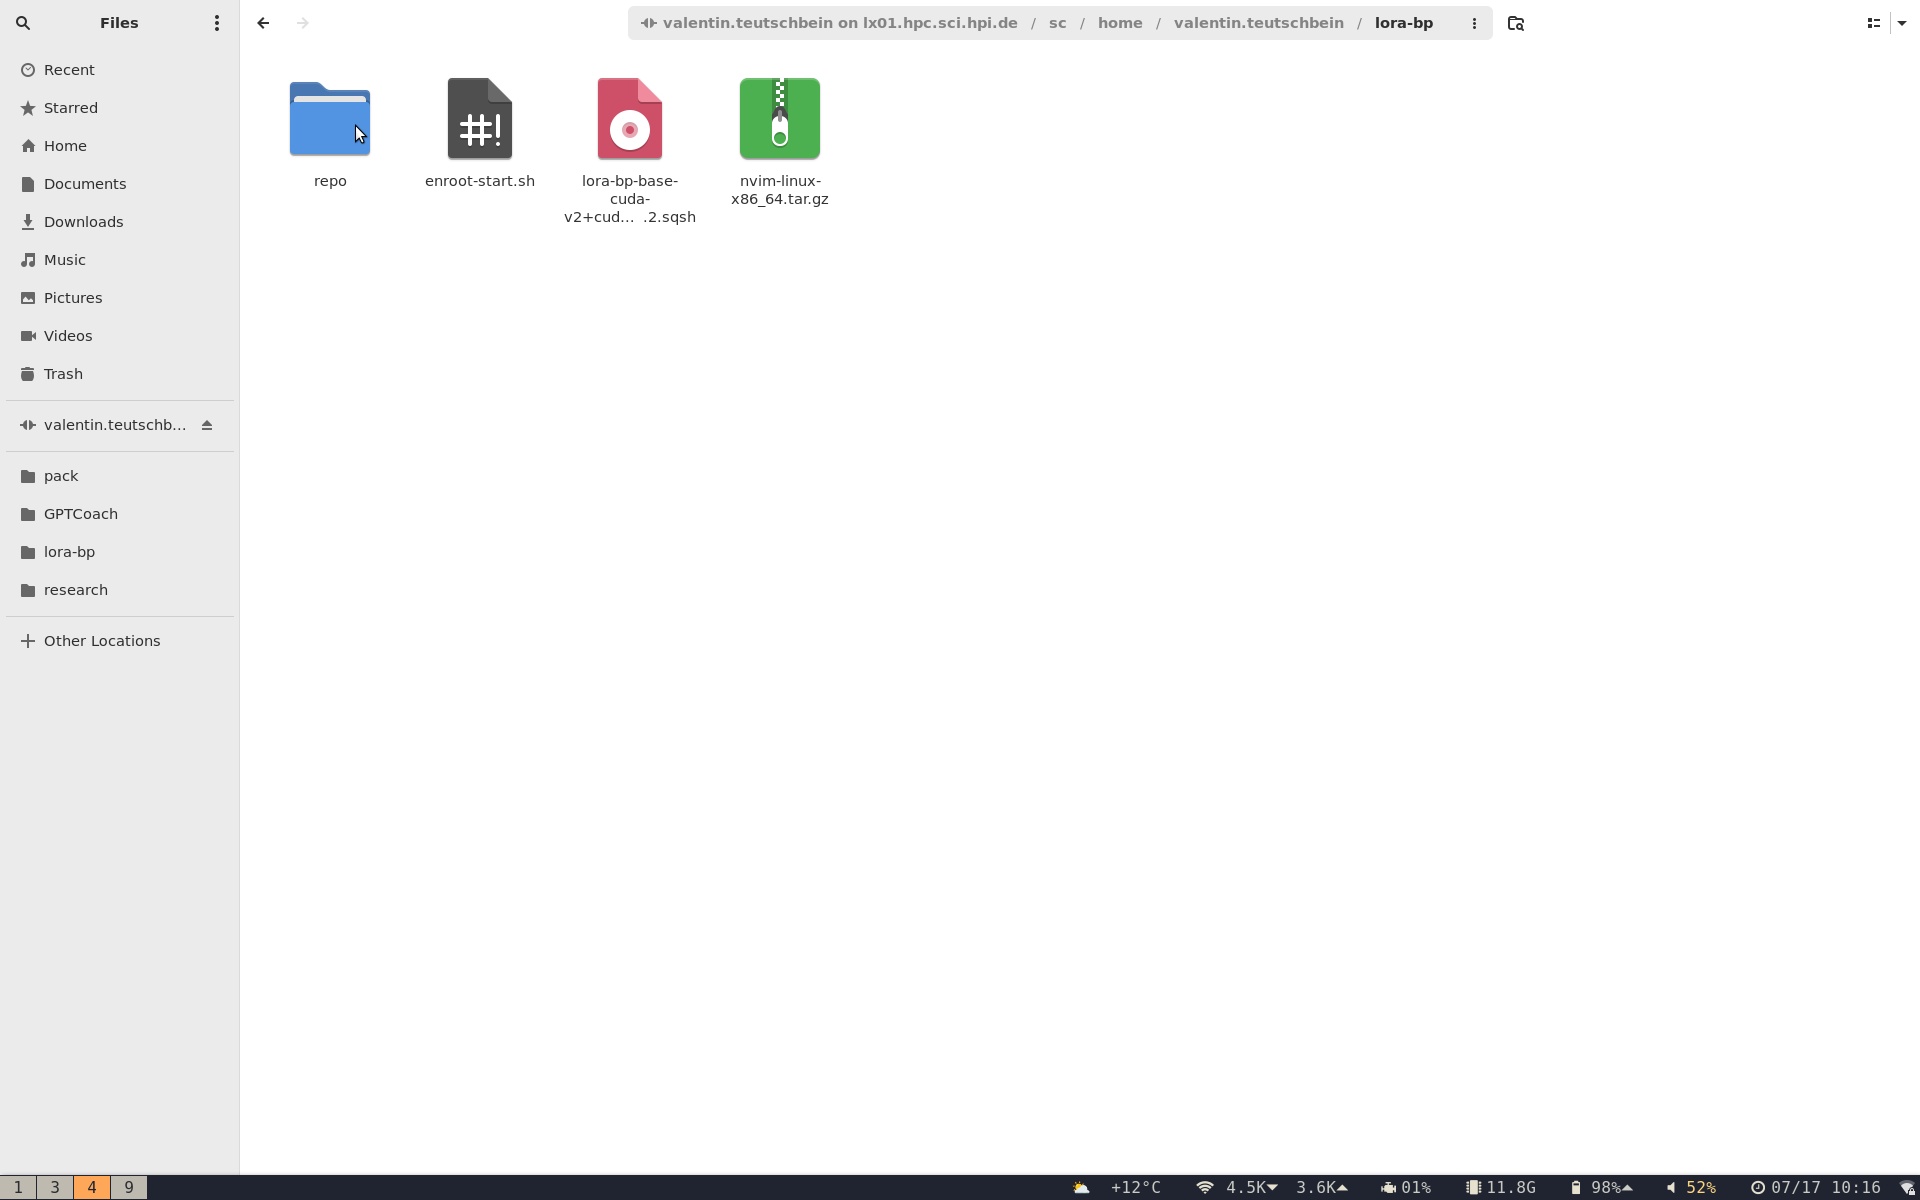 Files
valentin.teutschbein on lx01.hpc.sci.hpi.de / sc / home / valentin.teutschbein / lora-bp
Recent
Starred
Home
Documents
Downloads
Music
Pictures
Videos
Trash
valentin.teutschb...
pack
GPTCoach
lora-bp
research
Other Locations
repo
enroot-start.sh
#!
lora-bp-base-
cuda-
v2+cud... .2.sqsh
nvim-linux-
x86_64.tar.gz
1 3 4 9
+12°C 4.5K 3.6K 01% 11.8G 98% 52% 07/17 10:16